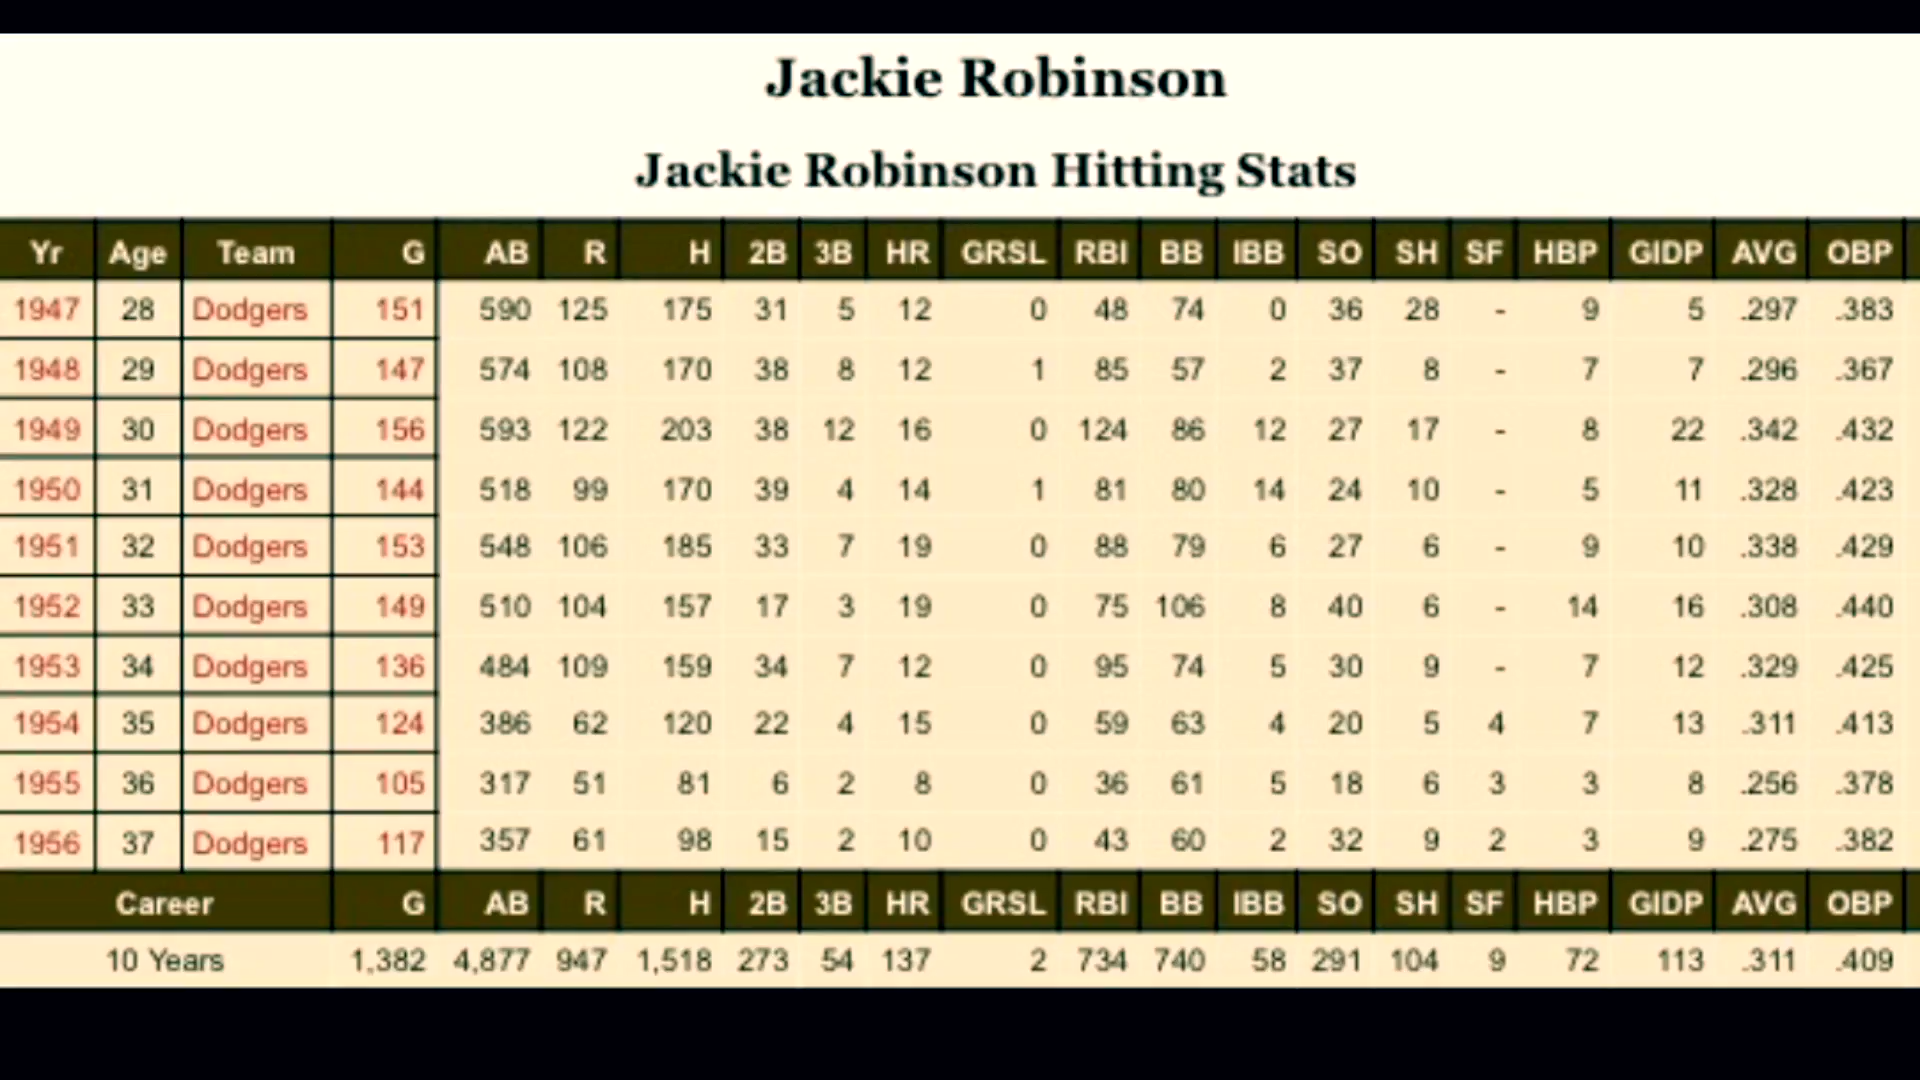 Jackie Robinson
Jackie Robinson Hitting Stats
Yr Age Team G AB R H 2B 3B HR GRSL RBI BB IBB SO SH SF HBP GIDP AVG OBP
1947 28 Dodgers 151 590 125 175 31 5 12 0 48 74 0 36 28 - 9 5 .297 .383
1948 29 Dodgers 147 574 108 170 38 8 12 1 85 57 2 37 8 - 7 7 .296 .367
1949 30 Dodgers 156 593 122 203 38 12 16 0 124 86 12 27 17 - 8 22 .342 .432
1950 31 Dodgers 144 518 99 170 39 4 14 1 81 80 14 24 10 - 5 11 .328 .423
1951 32 Dodgers 153 548 106 185 33 7 19 0 88 79 6 27 6 - 9 10 .338 .429
1952 33 Dodgers 149 510 104 157 17 3 19 0 75 106 8 40 6 - 14 16 .308 .440
1953 34 Dodgers 136 484 109 159 34 7 12 0 95 74 5 30 9 - 7 12 .329 .425
1954 35 Dodgers 124 386 62 120 22 4 15 0 59 63 4 20 5 4 7 13 .311 .413
1955 36 Dodgers 105 317 51 81 6 2 8 0 36 61 5 18 6 3 3 8 .256 .378
1956 37 Dodgers 117 357 61 98 15 2 10 0 43 60 2 32 9 2 3 9 .275 .382
Career G AB R H 2B 3B HR GRSL RBI BB IBB SO SH SF HBP GIDP AVG OBP
10 Years 1,382 4,877 947 1,518 273 54 137 2 734 740 58 291 104 9 72 113 .311 .409